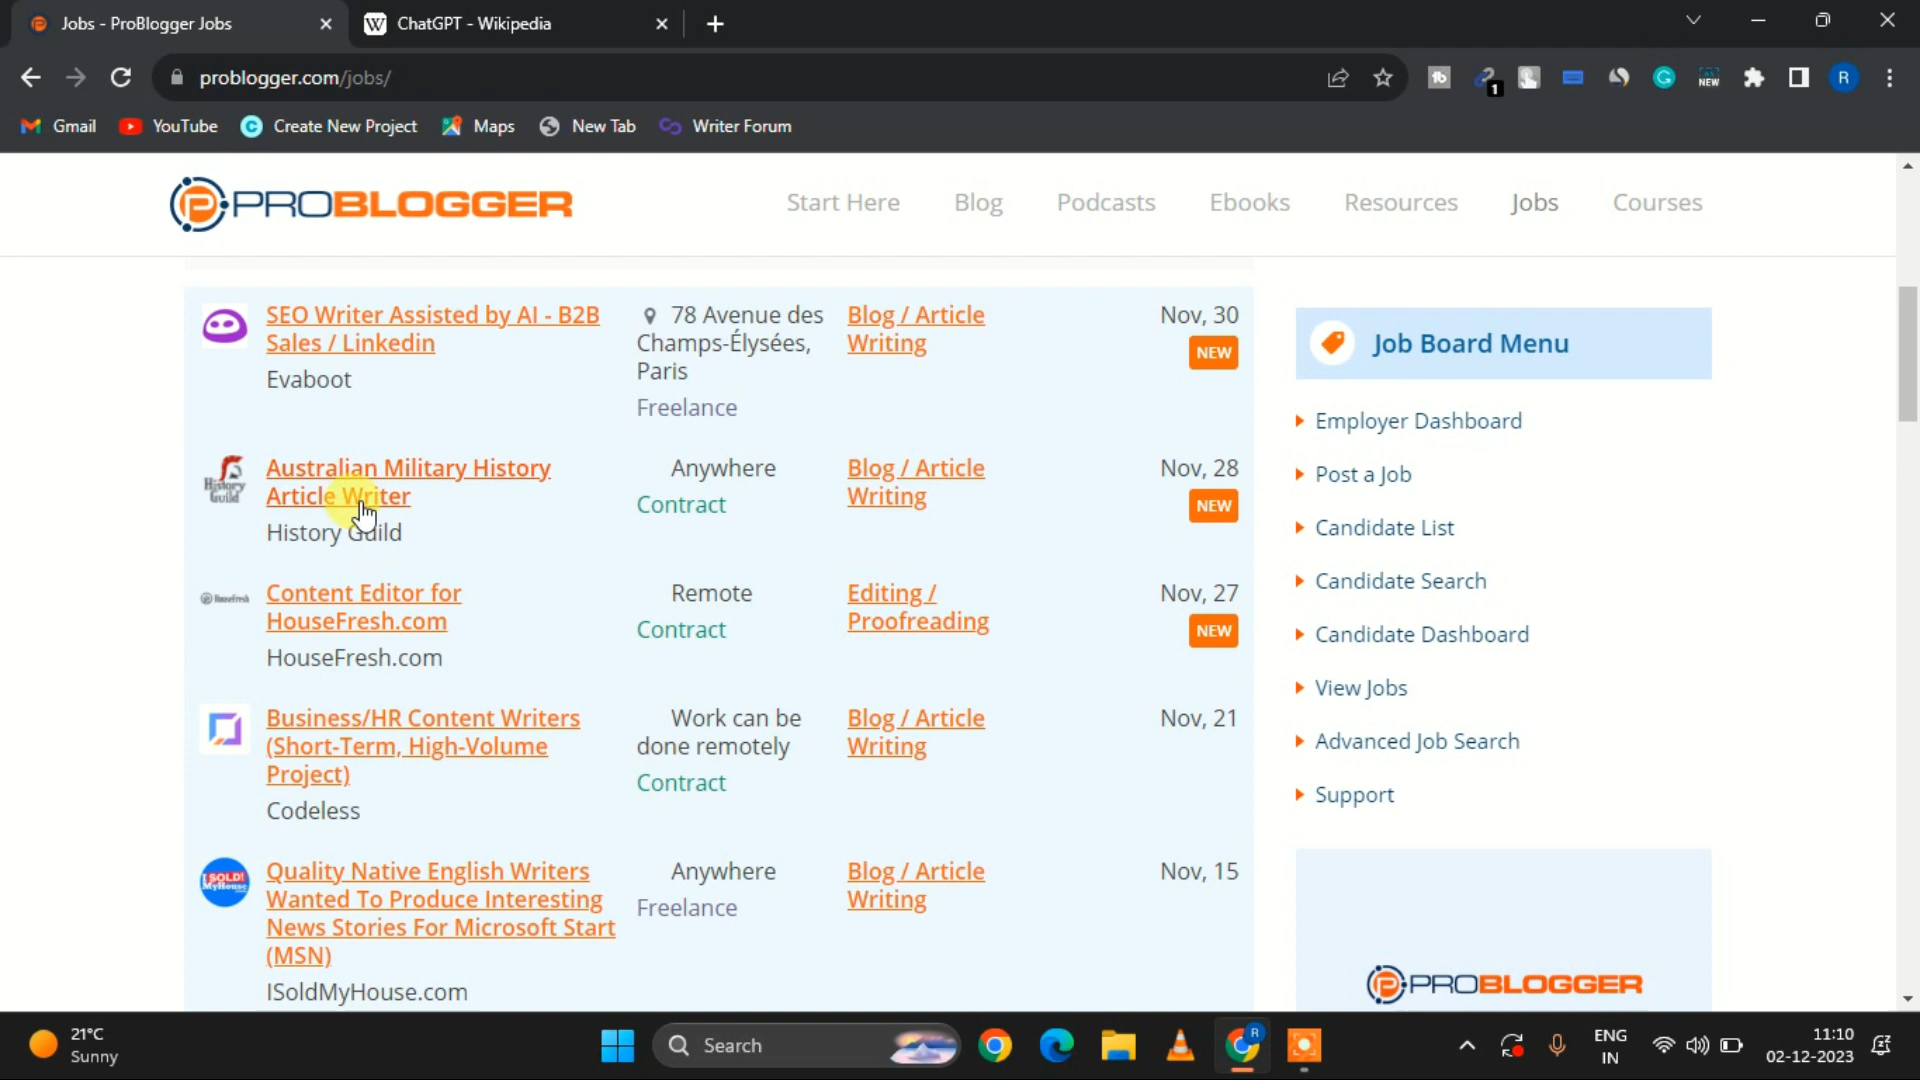 Jobs - ProBlogger Jobs
W ChatGPT - Wikipedia
problogger.com/jobs/
1
NEW
R
Gmail YouTube Create New Project Maps New Tab Writer Forum
PROBLOGGER
Start Here Blog Podcasts Ebooks Resources Jobs Courses
SEO Writer Assisted by AI - B2B
Sales / Linkedin
Evaboot
78 Avenue des
Champs-Élysées,
Paris
Freelance
Blog / Article
Writing
Nov, 30
NEW
History
Guild
Australian Military History
Article Writer
History Guild
Anywhere
Contract
Blog / Article
Writing
Nov, 28
NEW
HouseFresh
Content Editor for
HouseFresh.com
HouseFresh.com
Remote
Contract
Editing /
Proofreading
Nov, 27
NEW
Business/HR Content Writers
(Short-Term, High-Volume
Project)
Codeless
Work can be
done remotely
Contract
Blog / Article
Writing
Nov, 21
I SOLD!
MyHouse
Quality Native English Writers
Wanted To Produce Interesting
News Stories For Microsoft Start
(MSN)
ISoldMyHouse.com
Anywhere
Freelance
Blog / Article
Writing
Nov, 15
Job Board Menu
Employer Dashboard
Post a Job
Candidate List
Candidate Search
Candidate Dashboard
View Jobs
Advanced Job Search
Support
PROBLOGGER
21°C
Sunny
Search
R
ENG
IN
11:10
02-12-2023